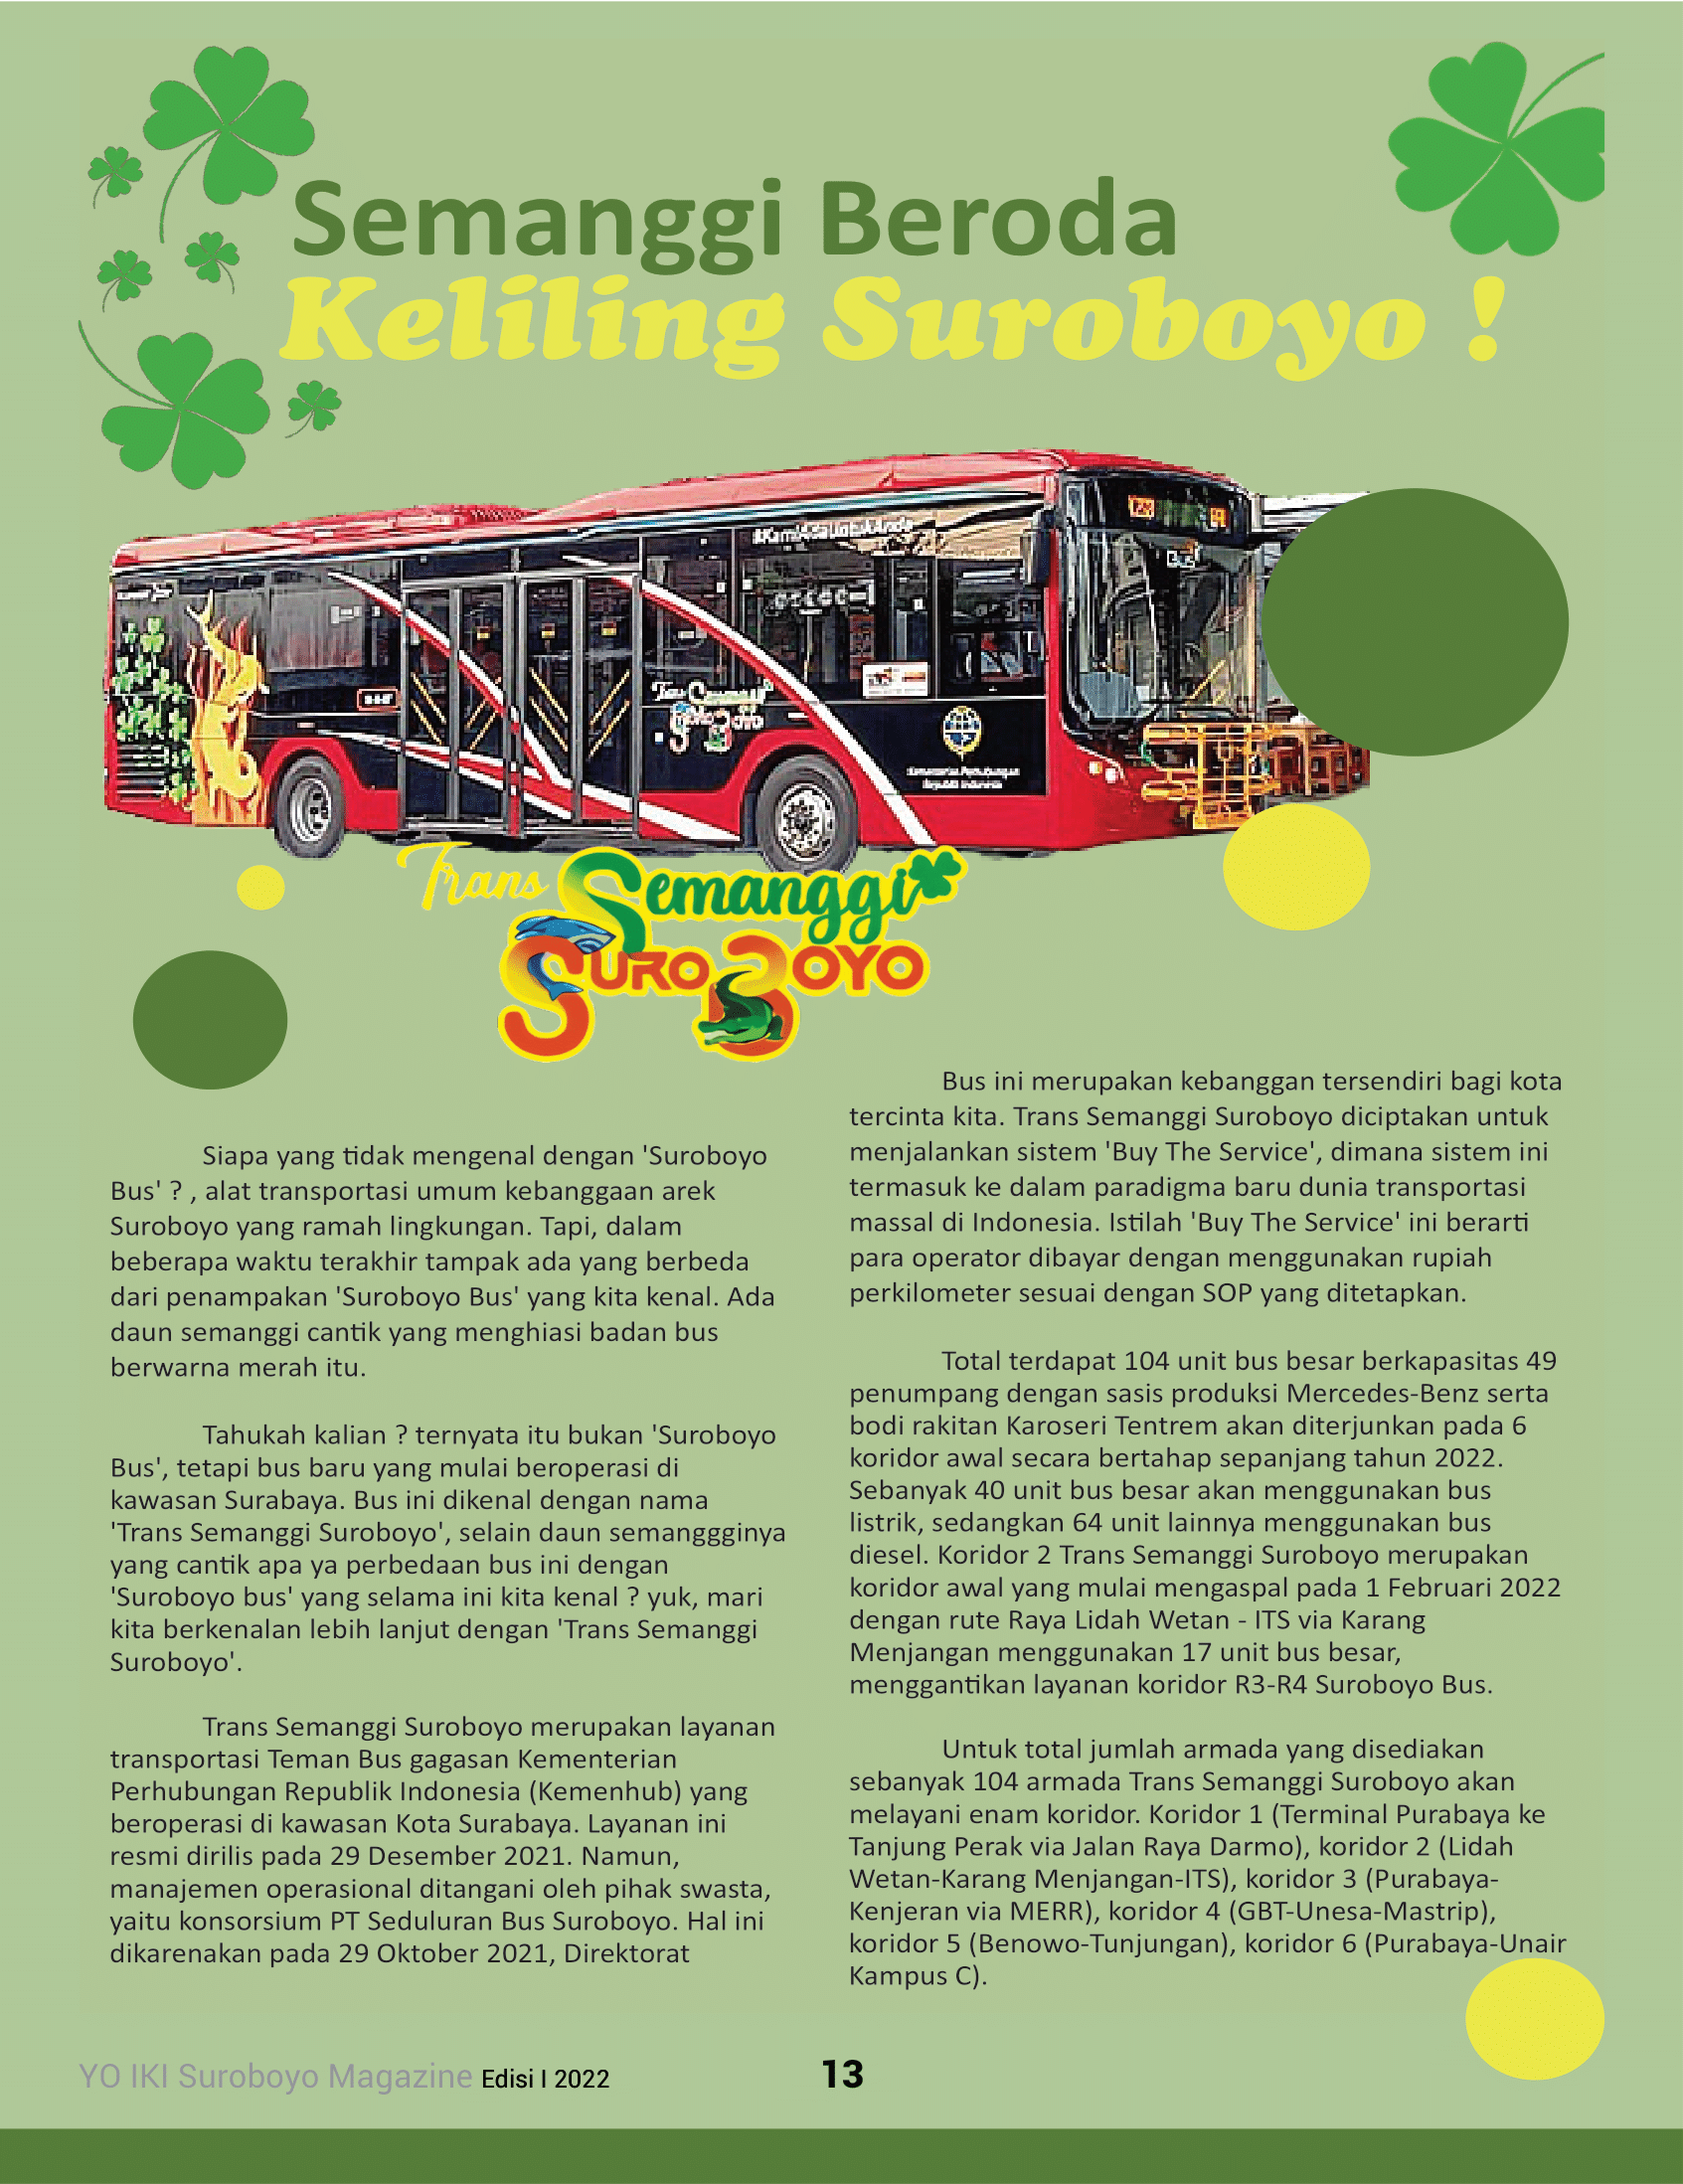 Semanggi Beroda
Keliling Suroboyo !
#KamiAdaUntukAnda
Bus
Trans Semanggi
SUROBOYO
Kementerian Perhubungan
Republik Indonesia
Trans Semanggi
SUROBOYO
Siapa yang tidak mengenal dengan 'Suroboyo
Bus' ? , alat transportasi umum kebanggaan arek
Suroboyo yang ramah lingkungan. Tapi, dalam
beberapa waktu terakhir tampak ada yang berbeda
dari penampakan 'Suroboyo Bus' yang kita kenal. Ada
daun semanggi cantik yang menghiasi badan bus
berwarna merah itu.
Tahukah kalian ? ternyata itu bukan 'Suroboyo
Bus', tetapi bus baru yang mulai beroperasi di
kawasan Surabaya. Bus ini dikenal dengan nama
'Trans Semanggi Suroboyo', selain daun semanggginya
yang cantik apa ya perbedaan bus ini dengan
'Suroboyo bus' yang selama ini kita kenal ? yuk, mari
kita berkenalan lebih lanjut dengan 'Trans Semanggi
Suroboyo'.
Trans Semanggi Suroboyo merupakan layanan
transportasi Teman Bus gagasan Kementerian
Perhubungan Republik Indonesia (Kemenhub) yang
beroperasi di kawasan Kota Surabaya. Layanan ini
resmi dirilis pada 29 Desember 2021. Namun,
manajemen operasional ditangani oleh pihak swasta,
yaitu konsorsium PT Seduluran Bus Suroboyo. Hal ini
dikarenakan pada 29 Oktober 2021, Direktorat
Bus ini merupakan kebanggan tersendiri bagi kota
tercinta kita. Trans Semanggi Suroboyo diciptakan untuk
menjalankan sistem 'Buy The Service', dimana sistem ini
termasuk ke dalam paradigma baru dunia transportasi
massal di Indonesia. Istilah 'Buy The Service' ini berarti
para operator dibayar dengan menggunakan rupiah
perkilometer sesuai dengan SOP yang ditetapkan.
Total terdapat 104 unit bus besar berkapasitas 49
penumpang dengan sasis produksi Mercedes-Benz serta
bodi rakitan Karoseri Tentrem akan diterjunkan pada 6
koridor awal secara bertahap sepanjang tahun 2022.
Sebanyak 40 unit bus besar akan menggunakan bus
listrik, sedangkan 64 unit lainnya menggunakan bus
diesel. Koridor 2 Trans Semanggi Suroboyo merupakan
koridor awal yang mulai mengaspal pada 1 Februari 2022
dengan rute Raya Lidah Wetan - ITS via Karang
Menjangan menggunakan 17 unit bus besar,
menggantikan layanan koridor R3-R4 Suroboyo Bus.
Untuk total jumlah armada yang disediakan
sebanyak 104 armada Trans Semanggi Suroboyo akan
melayani enam koridor. Koridor 1 (Terminal Purabaya ke
Tanjung Perak via Jalan Raya Darmo), koridor 2 (Lidah
Wetan-Karang Menjangan-ITS), koridor 3 (Purabaya-
Kenjeran via MERR), koridor 4 (GBT-Unesa-Mastrip),
koridor 5 (Benowo-Tunjungan), koridor 6 (Purabaya-Unair
Kampus C).
YO IKI Suroboyo Magazine Edisi I 2022
13